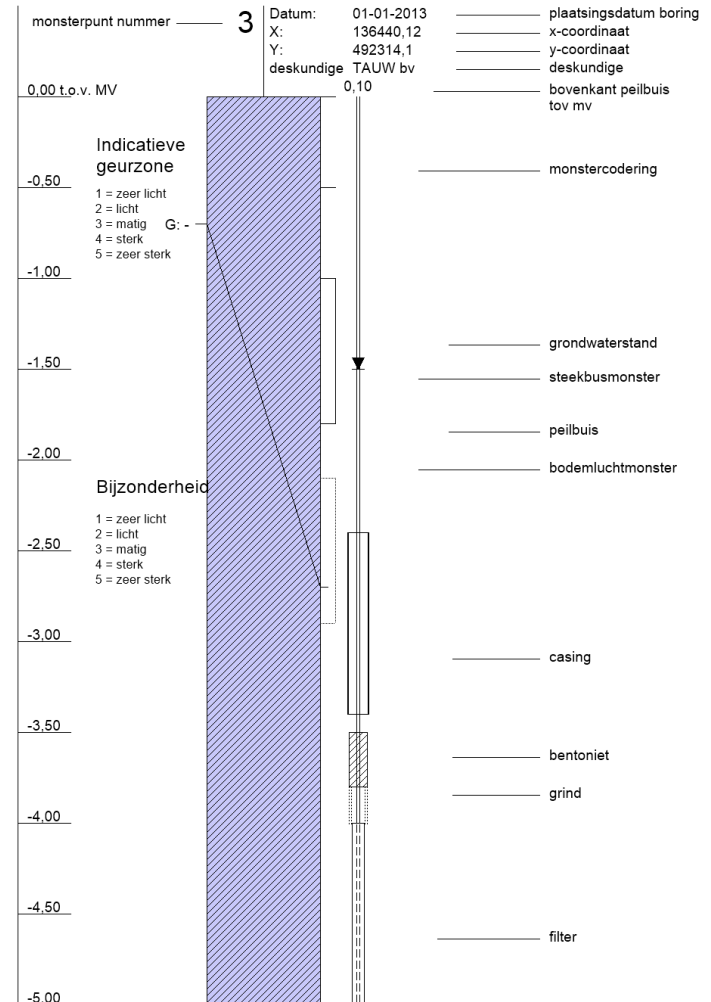 monsterpunt nummer
3
Datum: 01-01-2013
plaatsingsdatum boring
X: 136440,12
x-coordinaat
Y: 492314,1
y-coordinaat
deskundige TAUW bv
deskundige
0,00 t.o.v. MV
0,10
bovenkant peilbuis
tov mv
Indicatieve
geurzone
monstercodering
-0,50
1 = zeer licht
2 = licht
3 = matig
G: -
4 = sterk
5 = zeer sterk
-1,00
grondwaterstand
-1,50
steekbusmonster
peilbuis
-2,00
bodemluchtmonster
Bijzonderheid
1 = zeer licht
2 = licht
-2,50
3 = matig
4 = sterk
5 = zeer sterk
-3,00
casing
-3,50
bentoniet
grind
-4,00
-4,50
filter
-5,00